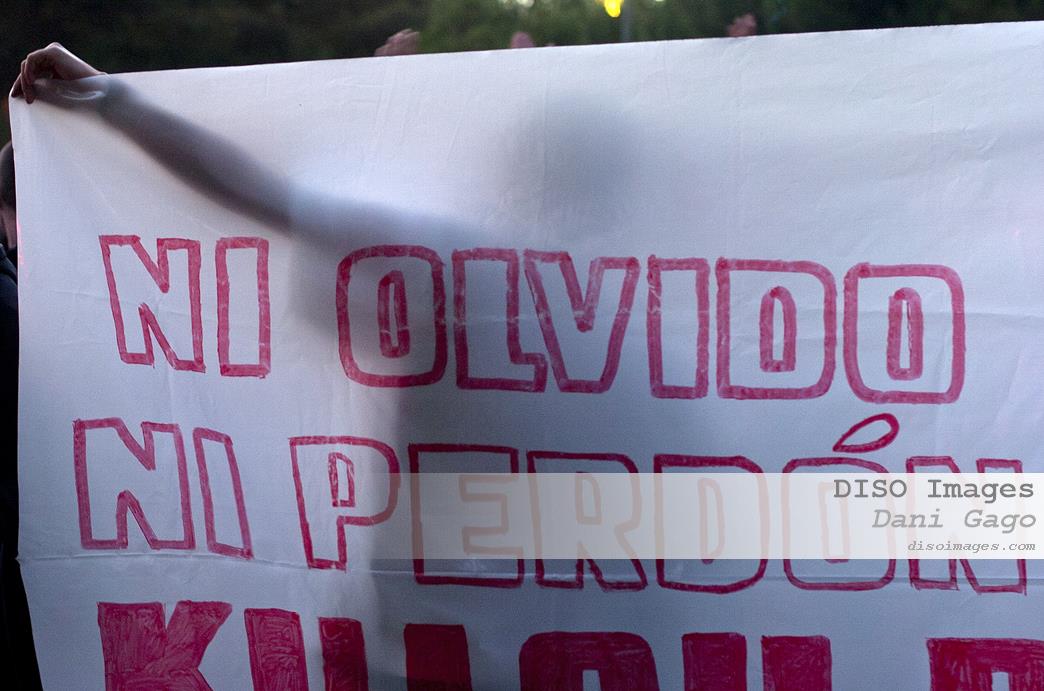 NI OLVIDO
NI PERDÓN
DISO Images
Dani Gago
disoimages.com